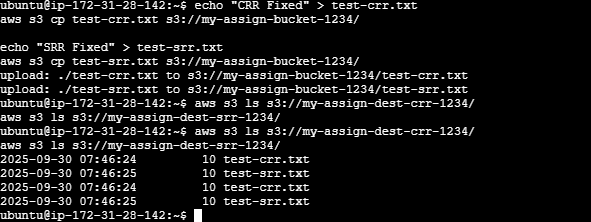 ubuntu@ip-172-31-28-142:~$ echo "CRR Fixed" > test-crr.txt
aws s3 cp test-crr.txt s3://my-assign-bucket-1234/
echo "SRR Fixed" > test-srr.txt
aws s3 cp test-srr.txt s3://my-assign-bucket-1234/
upload: ./test-crr.txt to s3://my-assign-bucket-1234/test-crr.txt
upload: ./test-srr.txt to s3://my-assign-bucket-1234/test-srr.txt
ubuntu@ip-172-31-28-142:~$ aws s3 ls s3://my-assign-dest-crr-1234/
aws s3 ls s3://my-assign-dest-srr-1234/
ubuntu@ip-172-31-28-142:~$ aws s3 ls s3://my-assign-dest-crr-1234/
aws s3 ls s3://my-assign-dest-srr-1234/
2025-09-30 07:46:24         10 test-crr.txt
2025-09-30 07:46:25         10 test-srr.txt
2025-09-30 07:46:24         10 test-crr.txt
2025-09-30 07:46:25         10 test-srr.txt
ubuntu@ip-172-31-28-142:~$